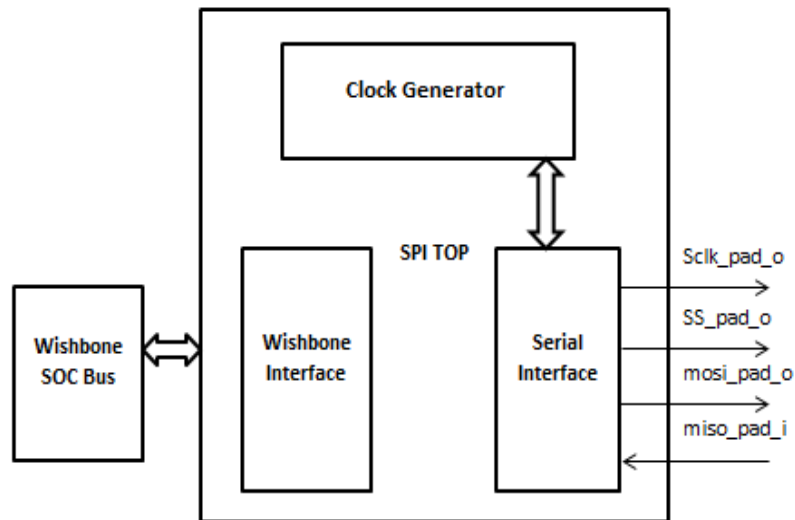 Clock Generator
SPI TOP
Wishbone
SOC Bus
Wishbone
Interface
Serial
Interface
Sclk_pad_o
SS_pad_o
mosi_pad_o
miso_pad_i